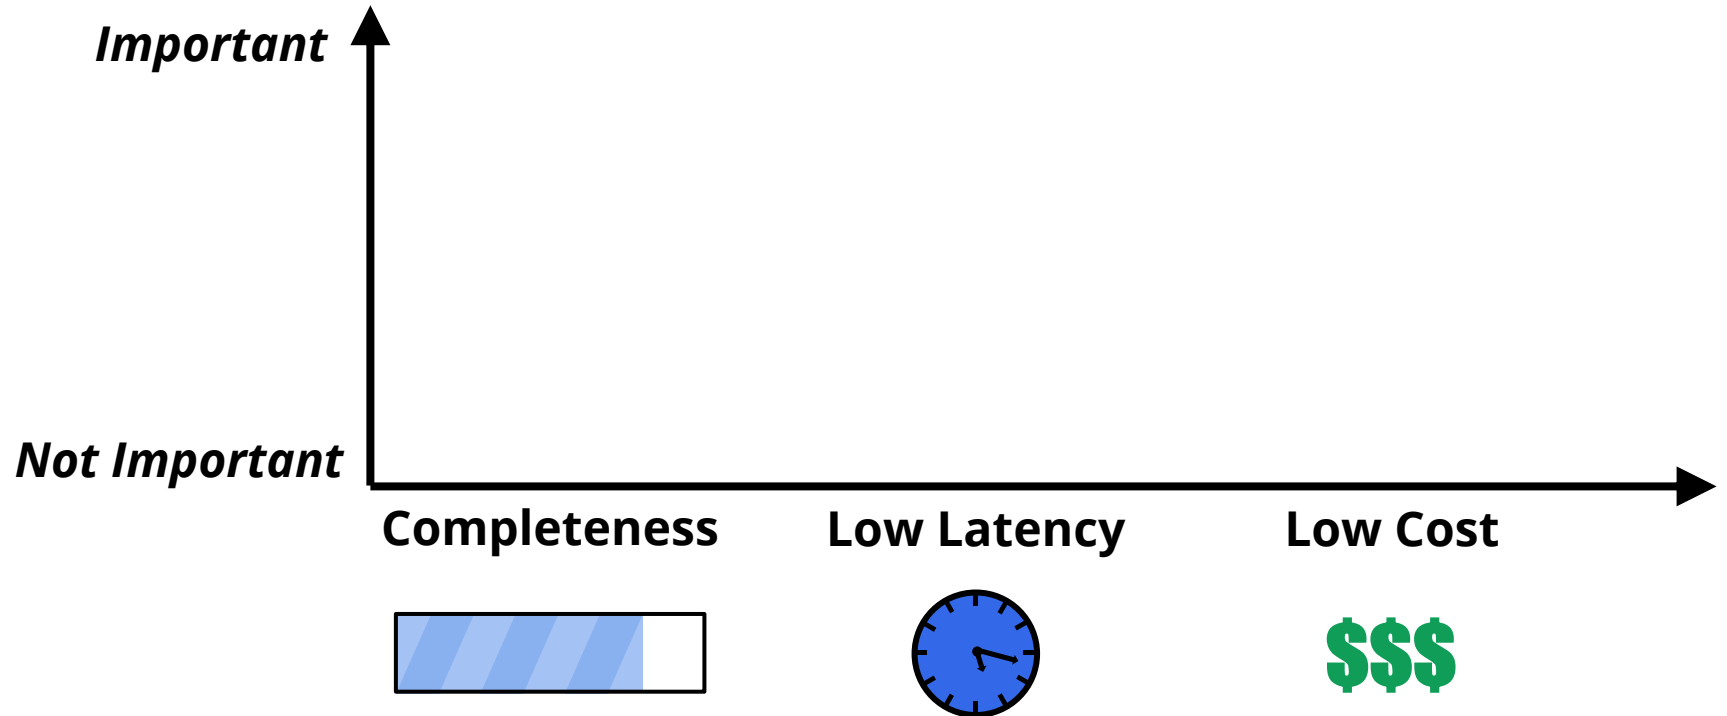 Important
Not Important
Completeness
Low Latency
Low Cost
$$$